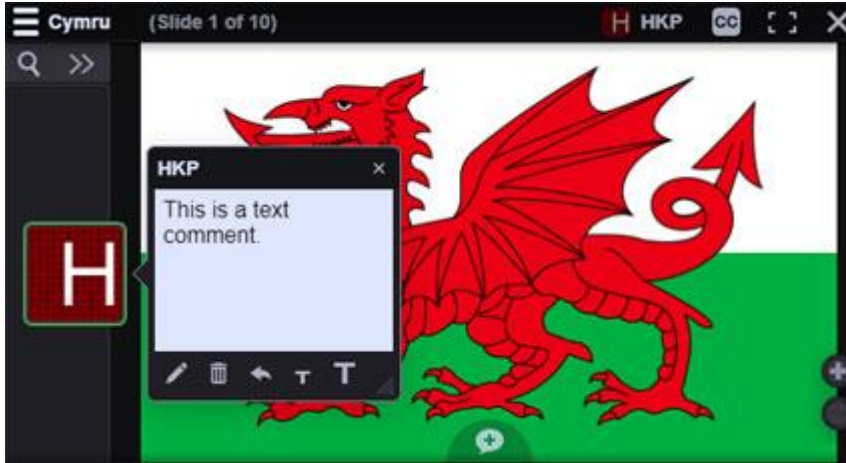 Cymru (Slide 1 of 10) H HKP CC
HKP
This is a text
comment.
H
T T